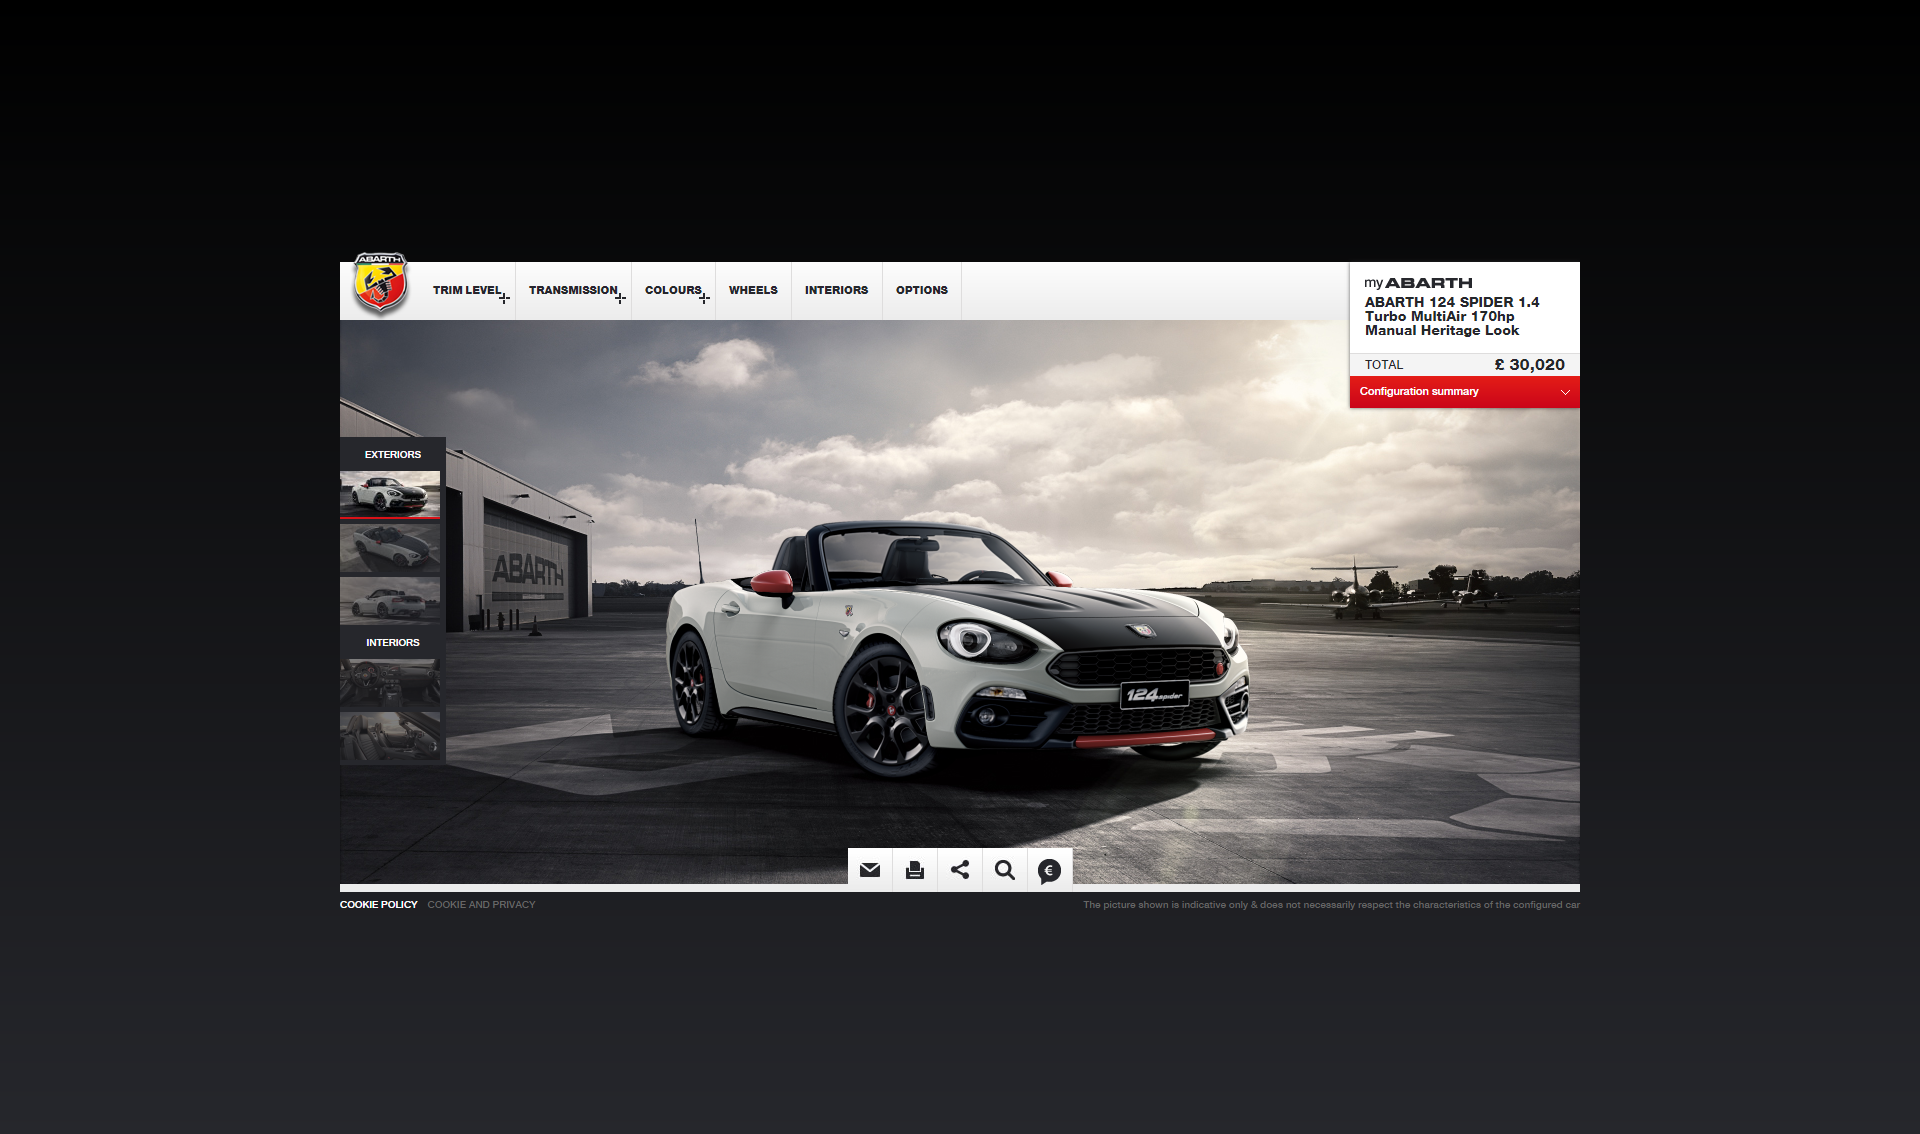 ABARTH
TRIM LEVEL
TRANSMISSION
COLOURS
WHEELS
INTERIORS
OPTIONS
my ABARTH
ABARTH 124 SPIDER 1.4
Turbo MultiAir 170hp
Manual Heritage Look
TOTAL £ 30,020
Configuration summary
EXTERIORS
INTERIORS
ABARTH
124 spider
€
COOKIE POLICY COOKIE AND PRIVACY
The picture shown is indicative only & does not necessarily respect the characteristics of the configured car